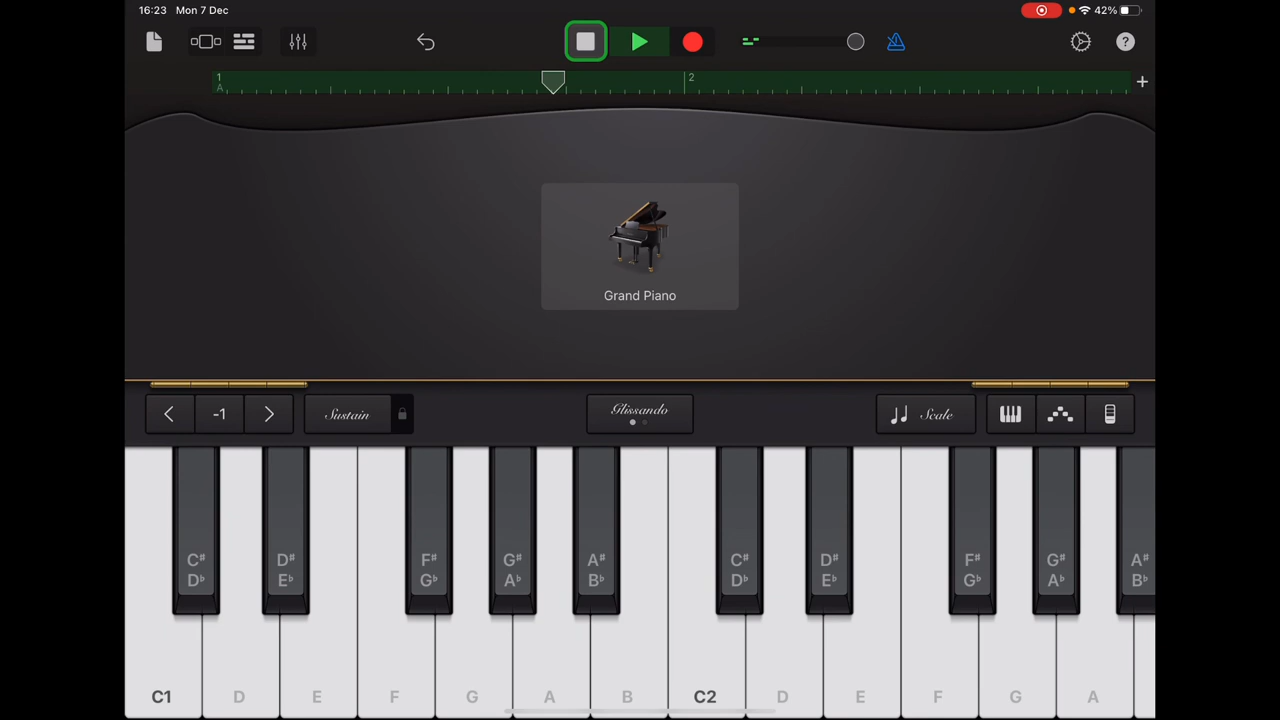 16:23 Mon 7 Dec 42%
?
1 2 +
A
Grand Piano
-1 Sustain Glissando Scale
C♯ D♯ F♯ G♯ A♯ C♯ D♯ F♯ G♯ A♯
D♭ E♭ G♭ A♭ B♭ D♭ E♭ G♭ A♭ B♭
C1 D E F G A B C2 D E F G A